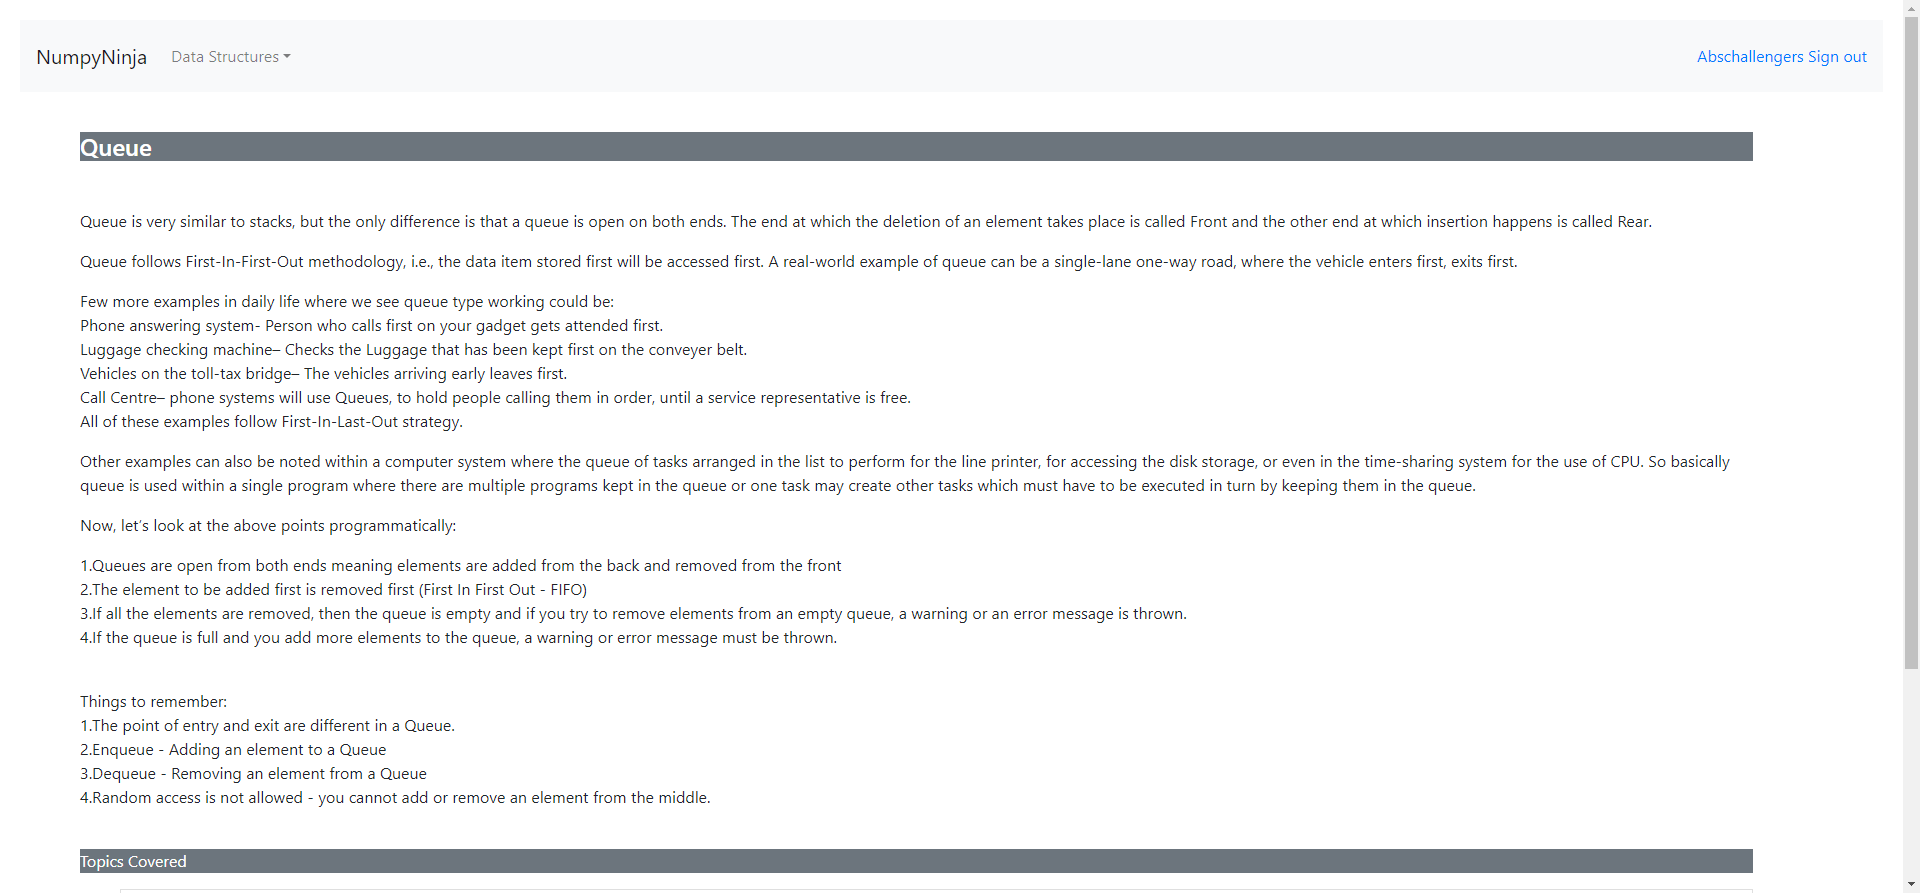 NumpyNinja Data Structures Abschallengers Sign out
Queue
Queue is very similar to stacks, but the only difference is that a queue is open on both ends. The end at which the deletion of an element takes place is called Front and the other end at which insertion happens is called Rear.
Queue follows First-In-First-Out methodology, i.e., the data item stored first will be accessed first. A real-world example of queue can be a single-lane one-way road, where the vehicle enters first, exits first.
Few more examples in daily life where we see queue type working could be:
Phone answering system- Person who calls first on your gadget gets attended first.
Luggage checking machine– Checks the Luggage that has been kept first on the conveyer belt.
Vehicles on the toll-tax bridge– The vehicles arriving early leaves first.
Call Centre– phone systems will use Queues, to hold people calling them in order, until a service representative is free.
All of these examples follow First-In-Last-Out strategy.
Other examples can also be noted within a computer system where the queue of tasks arranged in the list to perform for the line printer, for accessing the disk storage, or even in the time-sharing system for the use of CPU. So basically
queue is used within a single program where there are multiple programs kept in the queue or one task may create other tasks which must have to be executed in turn by keeping them in the queue.
Now, let’s look at the above points programmatically:
1.Queues are open from both ends meaning elements are added from the back and removed from the front
2.The element to be added first is removed first (First In First Out - FIFO)
3.If all the elements are removed, then the queue is empty and if you try to remove elements from an empty queue, a warning or an error message is thrown.
4.If the queue is full and you add more elements to the queue, a warning or error message must be thrown.
Things to remember:
1.The point of entry and exit are different in a Queue.
2.Enqueue - Adding an element to a Queue
3.Dequeue - Removing an element from a Queue
4.Random access is not allowed - you cannot add or remove an element from the middle.
Topics Covered